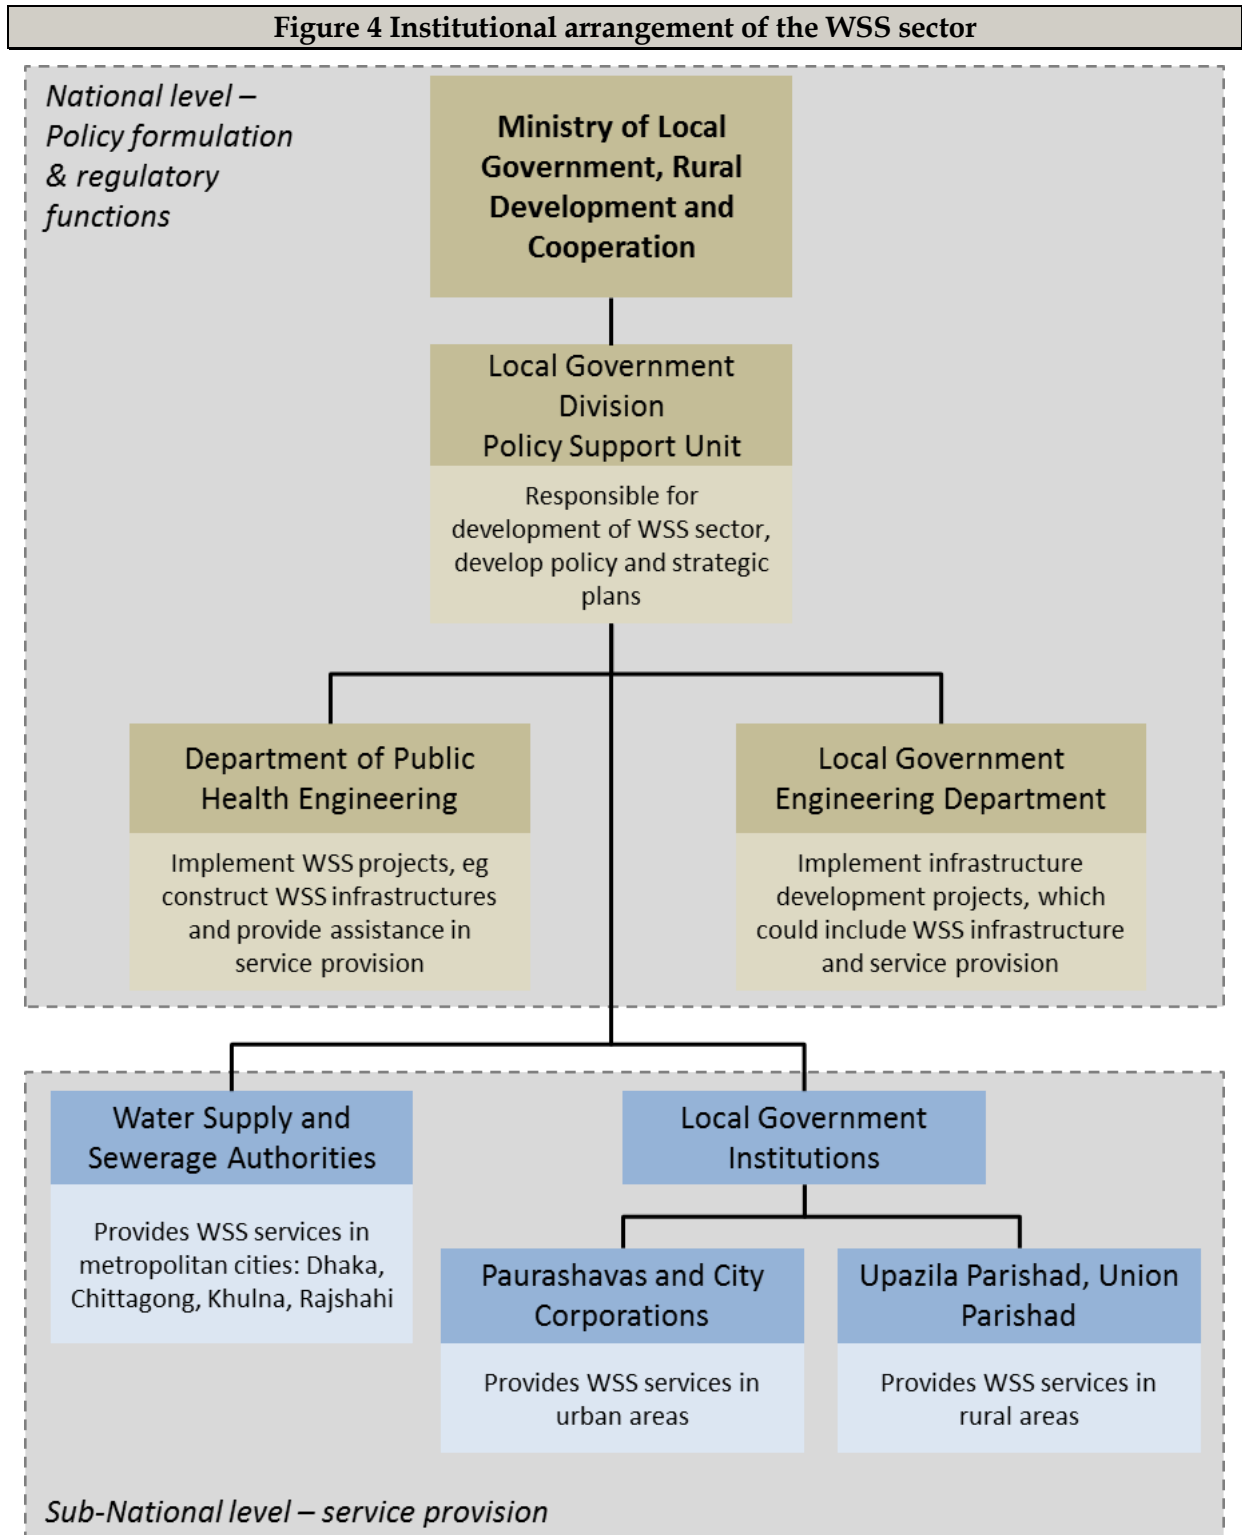 Figure 4 Institutional arrangement of the WSS sector
National level –
Policy formulation
& regulatory
functions
Ministry of Local
Government, Rural
Development and
Cooperation
Local Government
Division
Policy Support Unit
Responsible for
development of WSS sector,
develop policy and strategic
plans
Department of Public
Health Engineering
Implement WSS projects, eg
construct WSS infrastructures
and provide assistance in
service provision
Local Government
Engineering Department
Implement infrastructure
development projects, which
could include WSS infrastructure
and service provision
Water Supply and
Sewerage Authorities
Provides WSS services in
metropolitan cities: Dhaka,
Chittagong, Khulna, Rajshahi
Local Government
Institutions
Paurashavas and City
Corporations
Provides WSS services in
urban areas
Upazila Parishad, Union
Parishad
Provides WSS services in
rural areas
Sub-National level – service provision